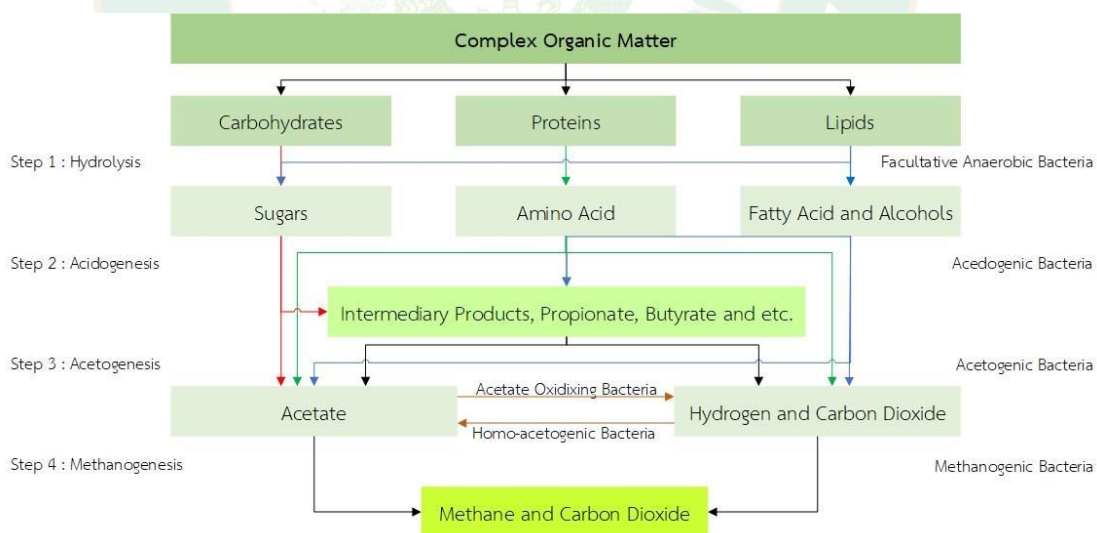 Complex Organic Matter
Carbohydrates
Proteins
Lipids
Step 1 : Hydrolysis
Facultative Anaerobic Bacteria
Sugars
Amino Acid
Fatty Acid and Alcohols
Step 2 : Acidogenesis
Acedogenic Bacteria
Intermediary Products, Propionate, Butyrate and etc.
Step 3 : Acetogenesis
Acetogenic Bacteria
Acetate Oxidixing Bacteria
Acetate
Hydrogen and Carbon Dioxide
Homo-acetogenic Bacteria
Step 4 : Methanogenesis
Methanogenic Bacteria
Methane and Carbon Dioxide